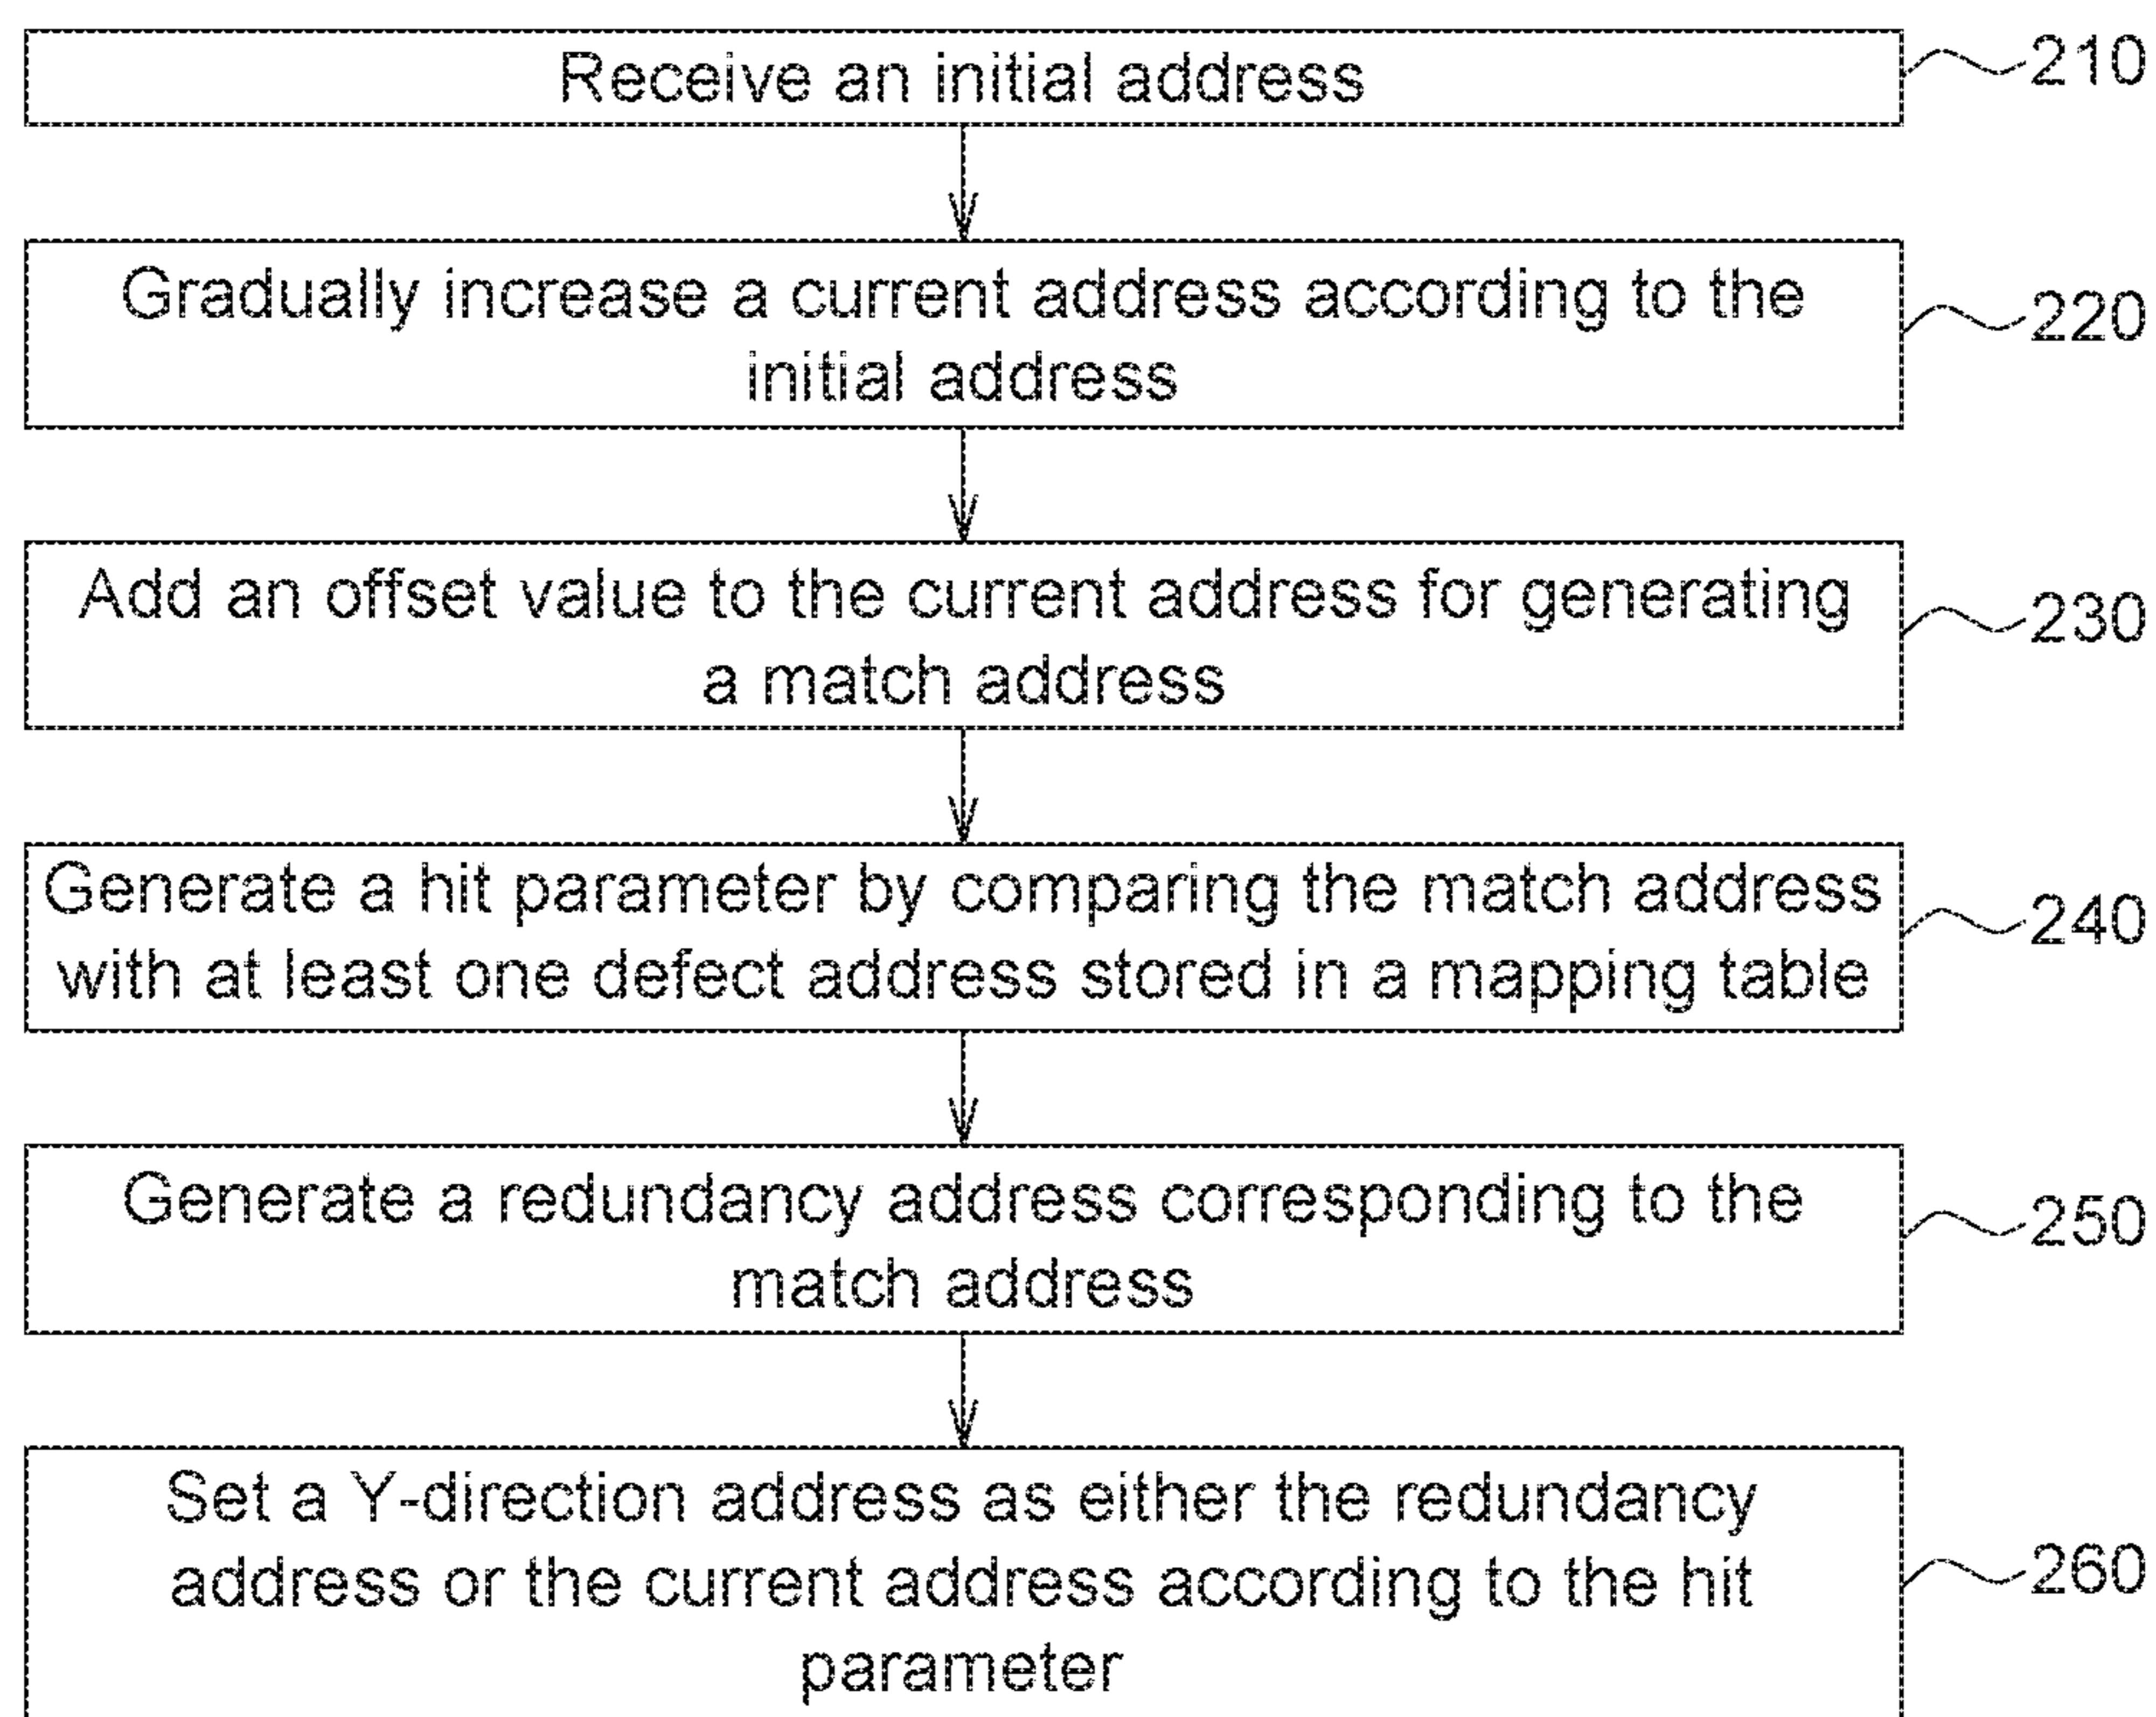 Receive an initial address
210
Gradually increase a current address according to the
initial address
220
Add an offset value to the current address for generating
a match address
230
Generate a hit parameter by comparing the match address
with at least one defect address stored in a mapping table
240
Generate a redundancy address corresponding to the
match address
250
Set a Y-direction address as either the redundancy
address or the current address according to the hit
parameter
260